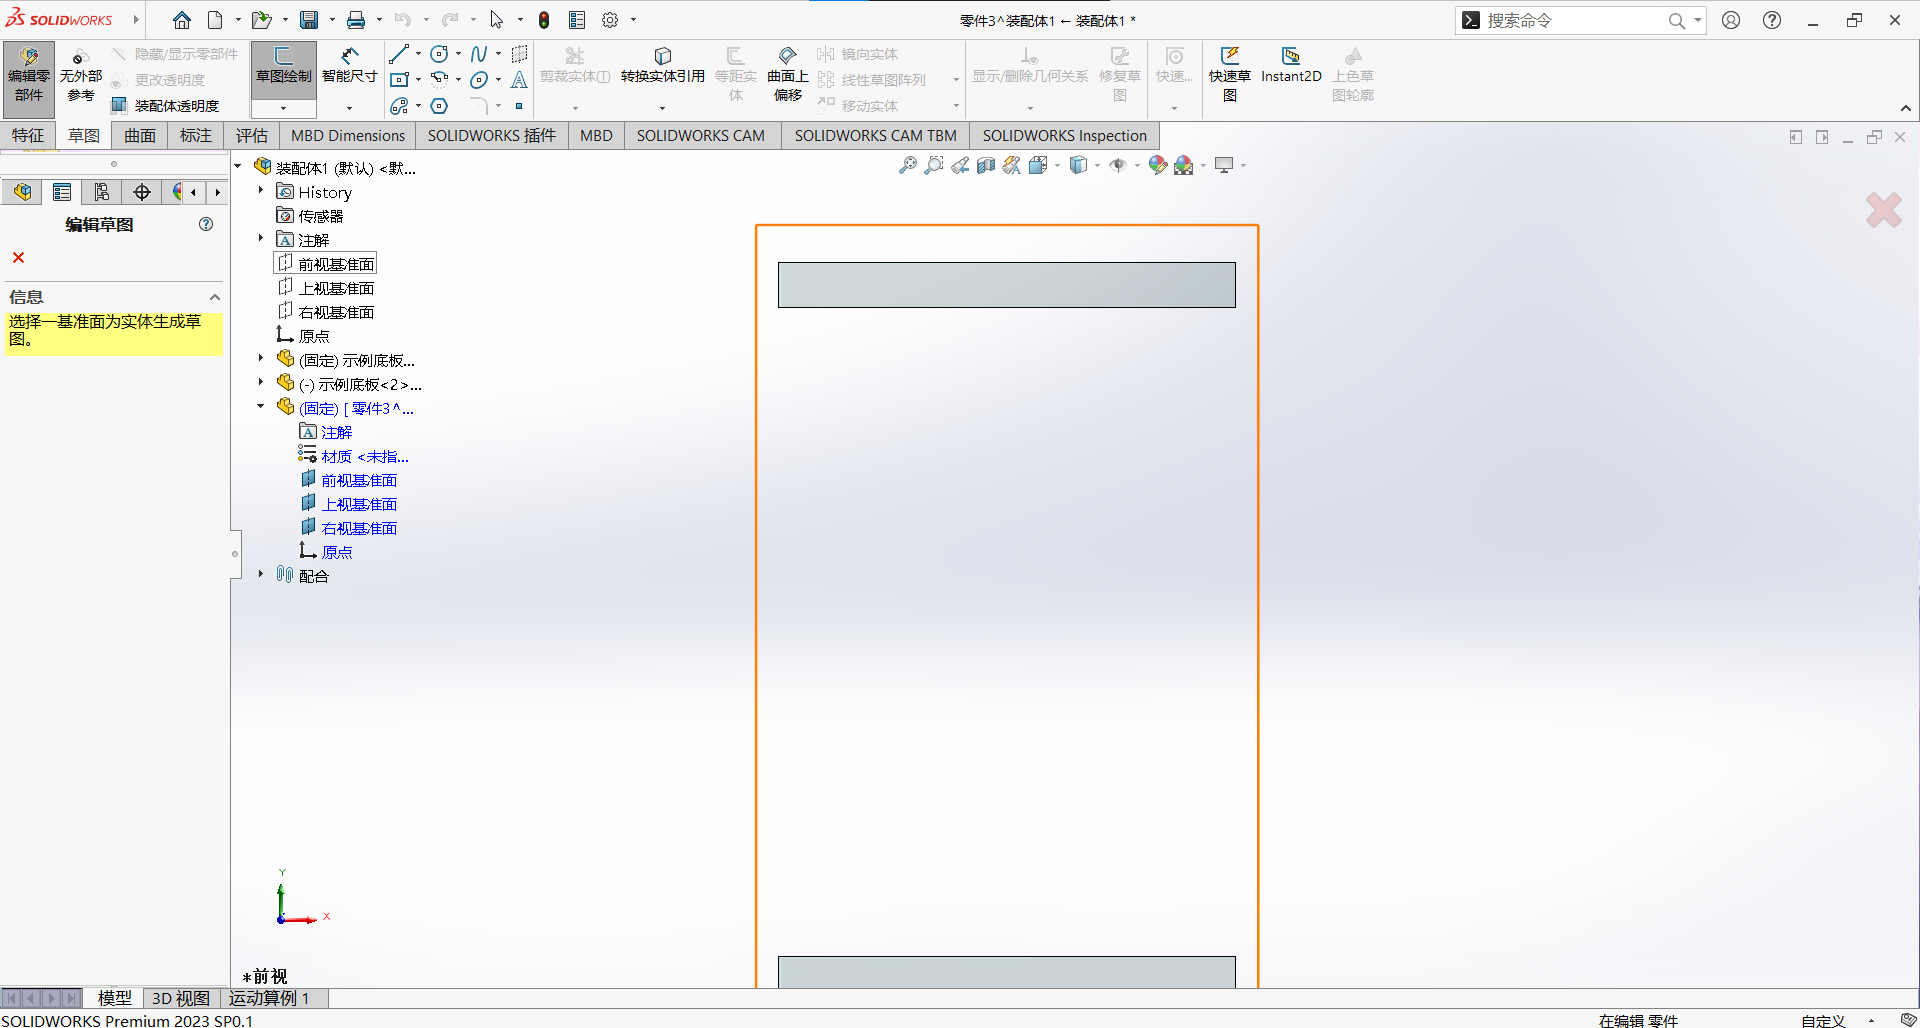 SOLIDWORKS
零件3^装配体1 ← 装配体1 *
搜索命令
编辑零部件
无外部参考
隐藏/显示零部件
更改透明度
装配体透明度
草图绘制
智能尺寸
剪裁实体(T)
转换实体引用
等距实体
曲面上偏移
镜向实体
线性草图阵列
移动实体
显示/删除几何关系
修复草图
快速...
快速草图
Instant2D
上色草图轮廓
特征
草图
曲面
标注
评估
MBD Dimensions
SOLIDWORKS 插件
MBD
SOLIDWORKS CAM
SOLIDWORKS CAM TBM
SOLIDWORKS Inspection
编辑草图
信息
选择一基准面为实体生成草
图。
装配体1 (默认) <默...
History
传感器
注解
前视基准面
上视基准面
右视基准面
原点
(固定) 示例底板...
(-) 示例底板<2>...
(固定) [ 零件3^...
注解
材质 <未指...
前视基准面
上视基准面
右视基准面
原点
配合
Y
X
*前视
模型
3D 视图
运动算例 1
SOLIDWORKS Premium 2023 SP0.1
在编辑 零件
自定义